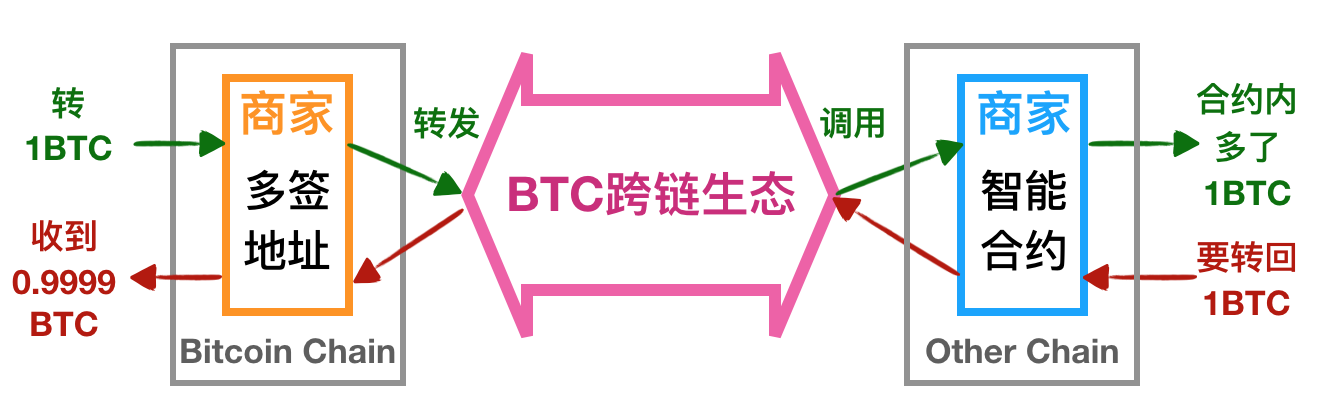 转
1BTC
收到
0.9999
BTC
商家
多签
地址
Bitcoin Chain
转发
BTC跨链生态
调用
商家
智能
合约
Other Chain
合约内
多了
1BTC
要转回
1BTC